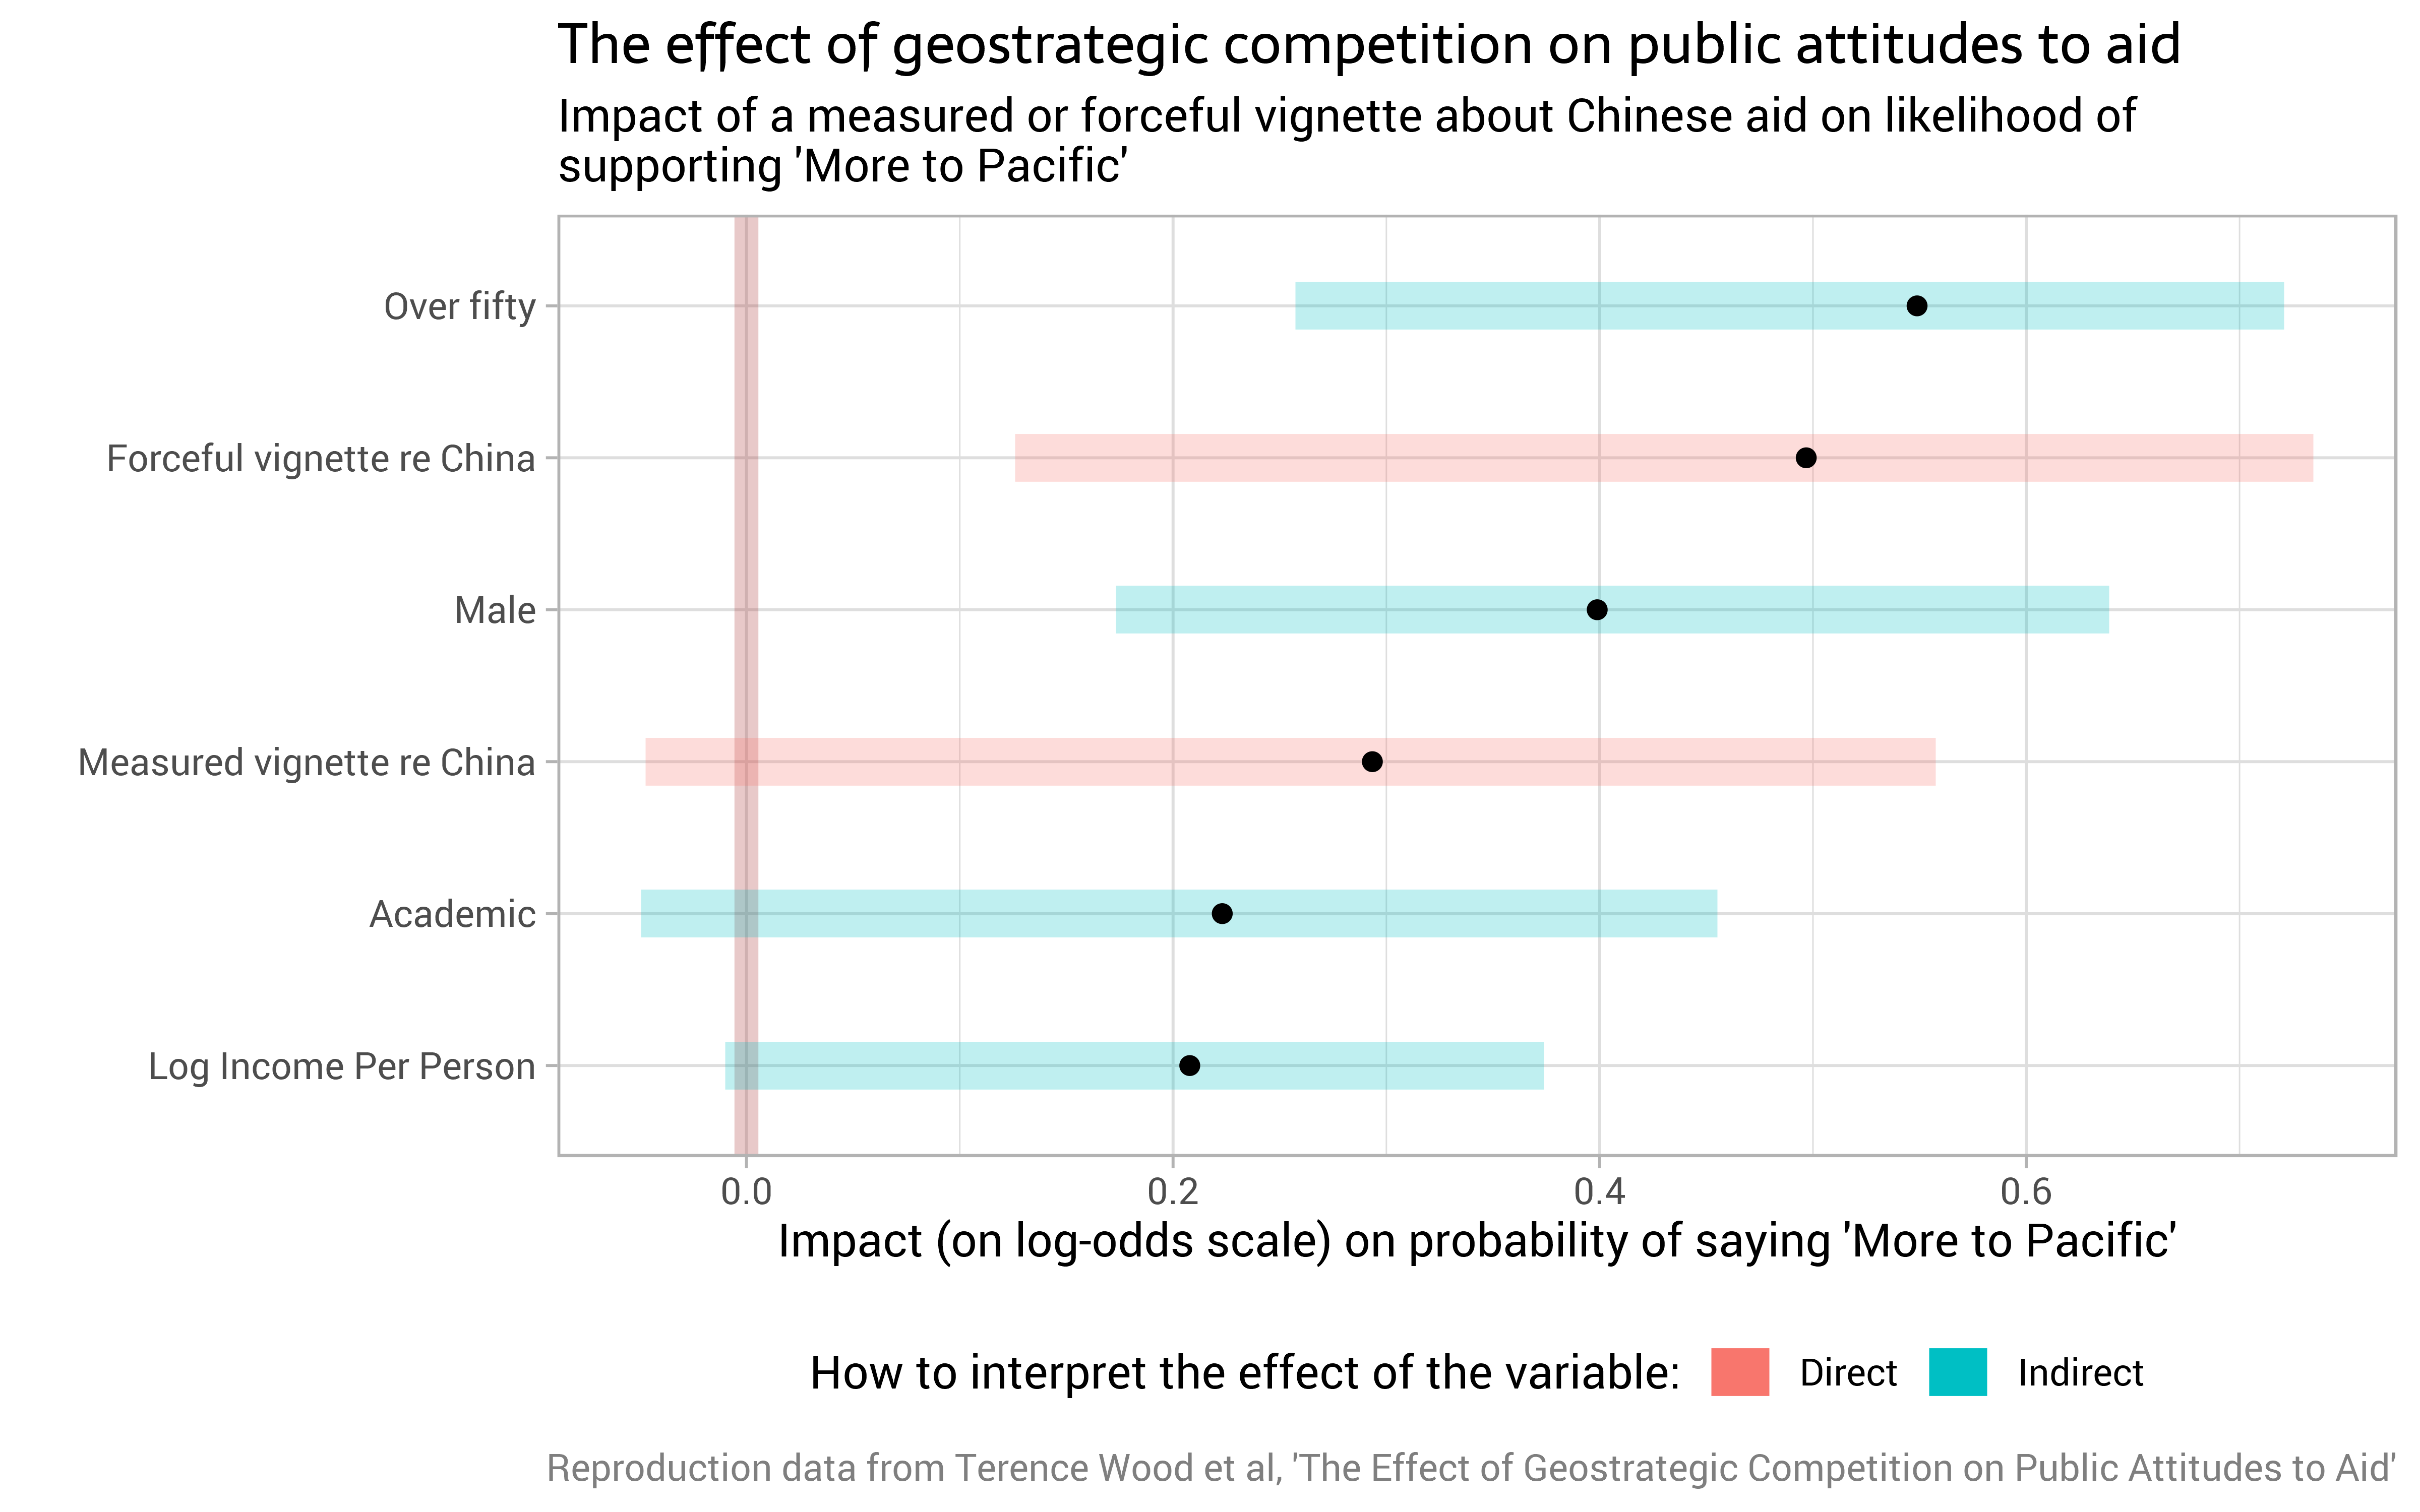 The effect of geostrategic competition on public attitudes to aid
Impact of a measured or forceful vignette about Chinese aid on likelihood of
supporting 'More to Pacific'
Over fifty
Forceful vignette re China
Male
Measured vignette re China
Academic
Log Income Per Person
0.0 0.2 0.4 0.6
Impact (on log-odds scale) on probability of saying 'More to Pacific'
How to interpret the effect of the variable: Direct Indirect
Reproduction data from Terence Wood et al, 'The Effect of Geostrategic Competition on Public Attitudes to Aid'